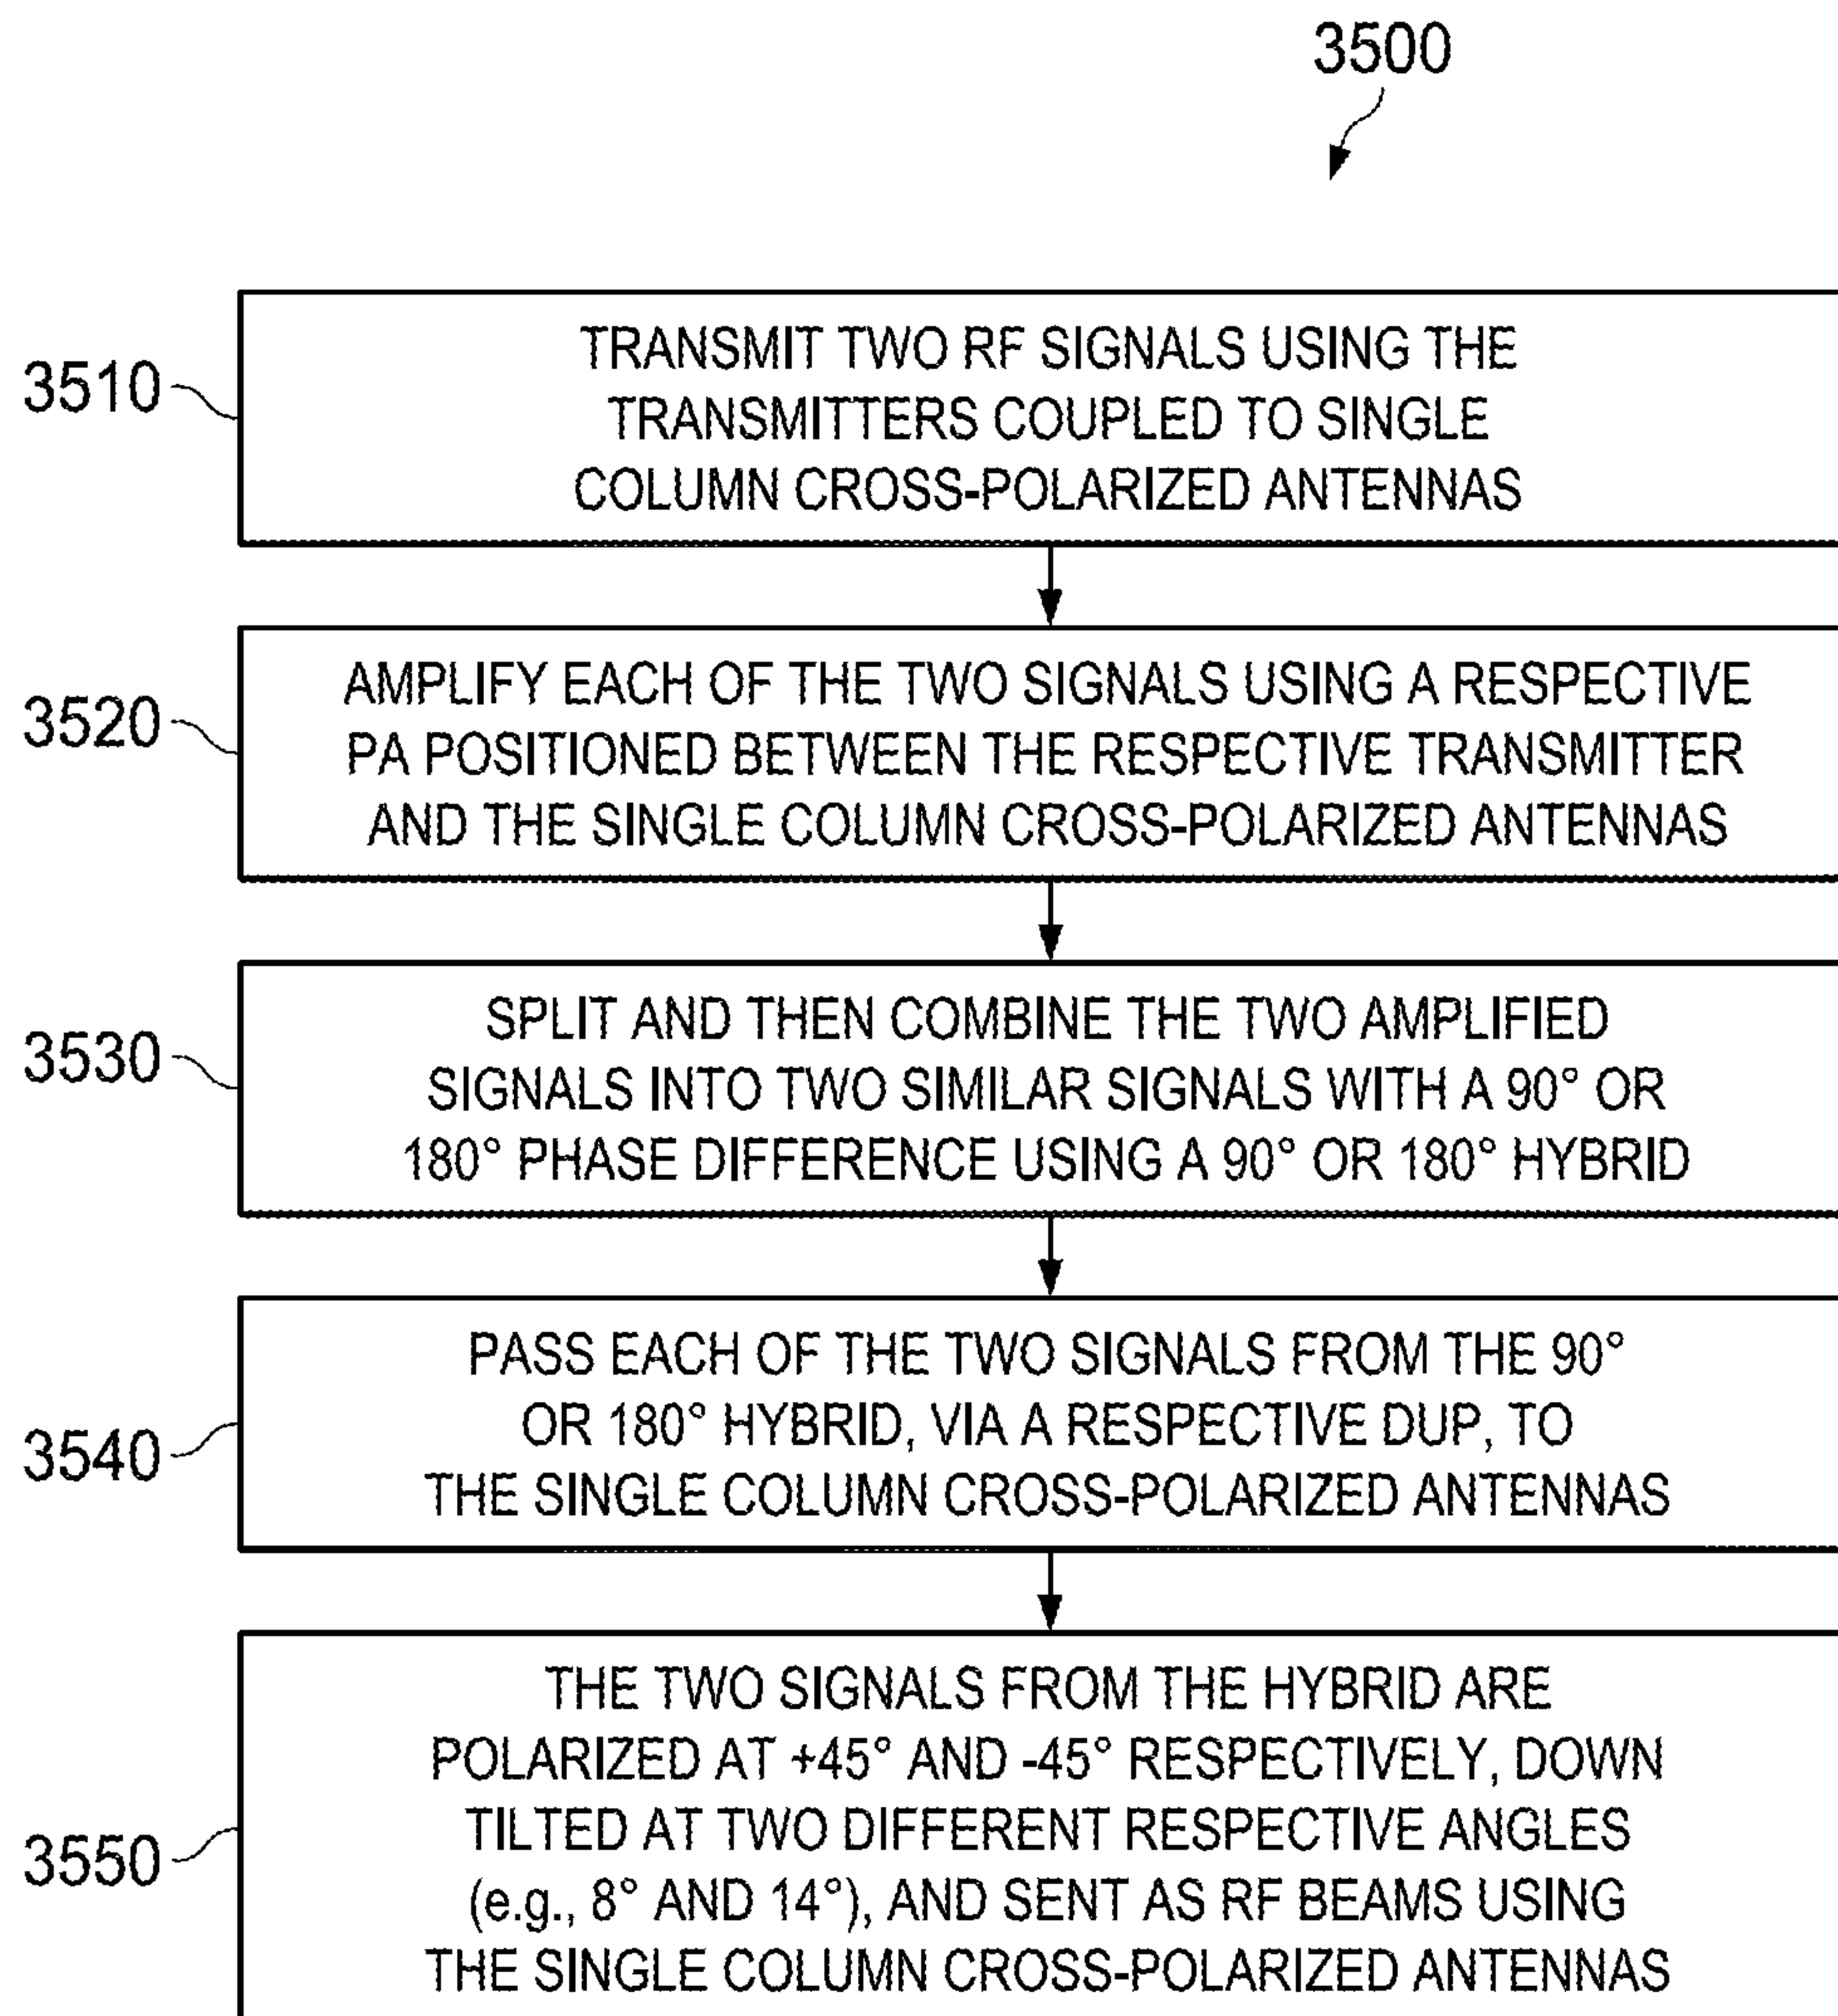 3500
3510
TRANSMIT TWO RF SIGNALS USING THE
TRANSMITTERS COUPLED TO SINGLE
COLUMN CROSS-POLARIZED ANTENNAS
3520
AMPLIFY EACH OF THE TWO SIGNALS USING A RESPECTIVE
PA POSITIONED BETWEEN THE RESPECTIVE TRANSMITTER
AND THE SINGLE COLUMN CROSS-POLARIZED ANTENNAS
3530
SPLIT AND THEN COMBINE THE TWO AMPLIFIED
SIGNALS INTO TWO SIMILAR SIGNALS WITH A 90° OR
180° PHASE DIFFERENCE USING A 90° OR 180° HYBRID
3540
PASS EACH OF THE TWO SIGNALS FROM THE 90°
OR 180° HYBRID, VIA A RESPECTIVE DUP, TO
THE SINGLE COLUMN CROSS-POLARIZED ANTENNAS
3550
THE TWO SIGNALS FROM THE HYBRID ARE
POLARIZED AT +45° AND -45° RESPECTIVELY, DOWN
TILTED AT TWO DIFFERENT RESPECTIVE ANGLES
(e.g., 8° AND 14°), AND SENT AS RF BEAMS USING
THE SINGLE COLUMN CROSS-POLARIZED ANTENNAS